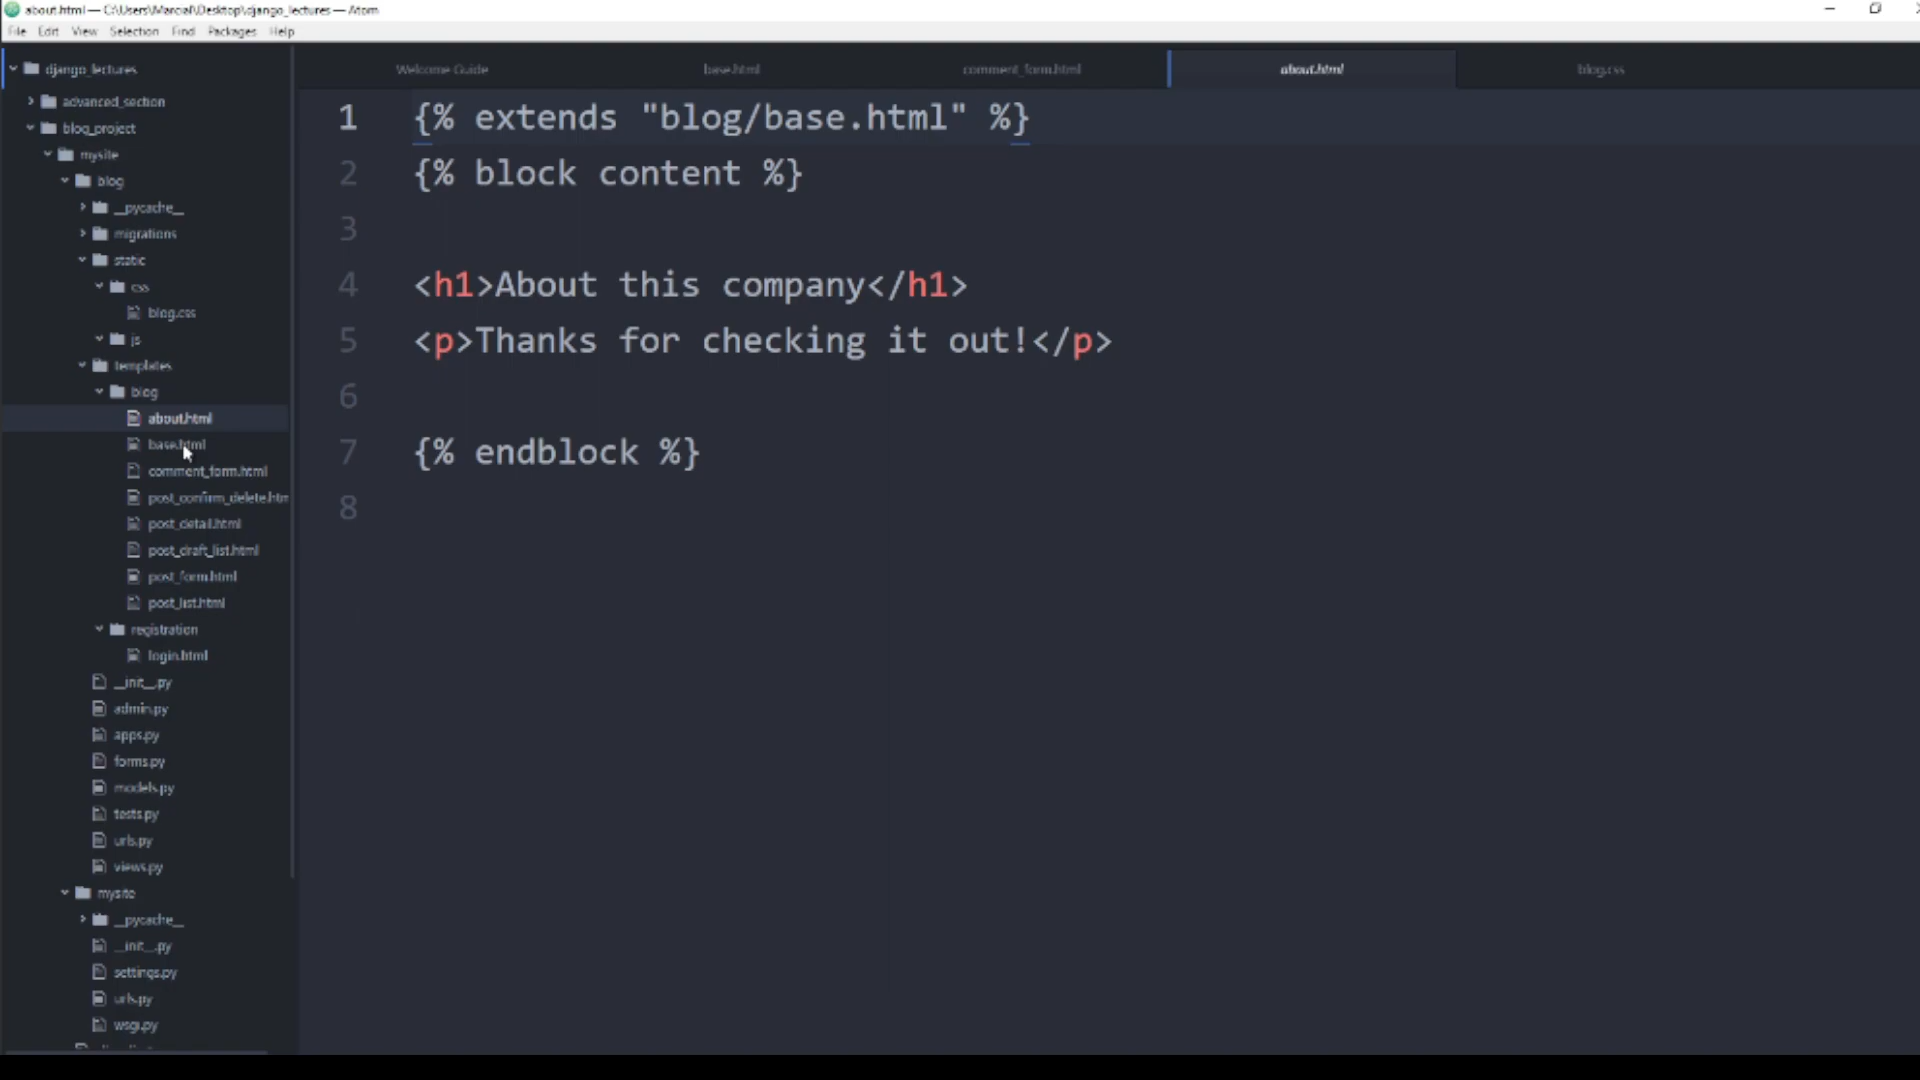 about.html — C:\Users\Marcial\Desktop\django_lectures — Atom
File Edit View Selection Find Packages Help
django_lectures
advanced_section
blog_project
mysite
blog
__pycache__
migrations
static
css
blog.css
js
templates
blog
about.html
base.html
comment_form.html
post_confirm_delete.htm
post_detail.html
post_draft_list.html
post_form.html
post_list.html
registration
login.html
__init__.py
admin.py
apps.py
forms.py
models.py
tests.py
urls.py
views.py
mysite
__pycache__
__init__.py
settings.py
urls.py
wsgi.py
Welcome Guide base.html comment_form.html about.html blog.css
1 {% extends "blog/base.html" %}
2 {% block content %}
3
4 <h1>About this company</h1>
5 <p>Thanks for checking it out!</p>
6
7 {% endblock %}
8